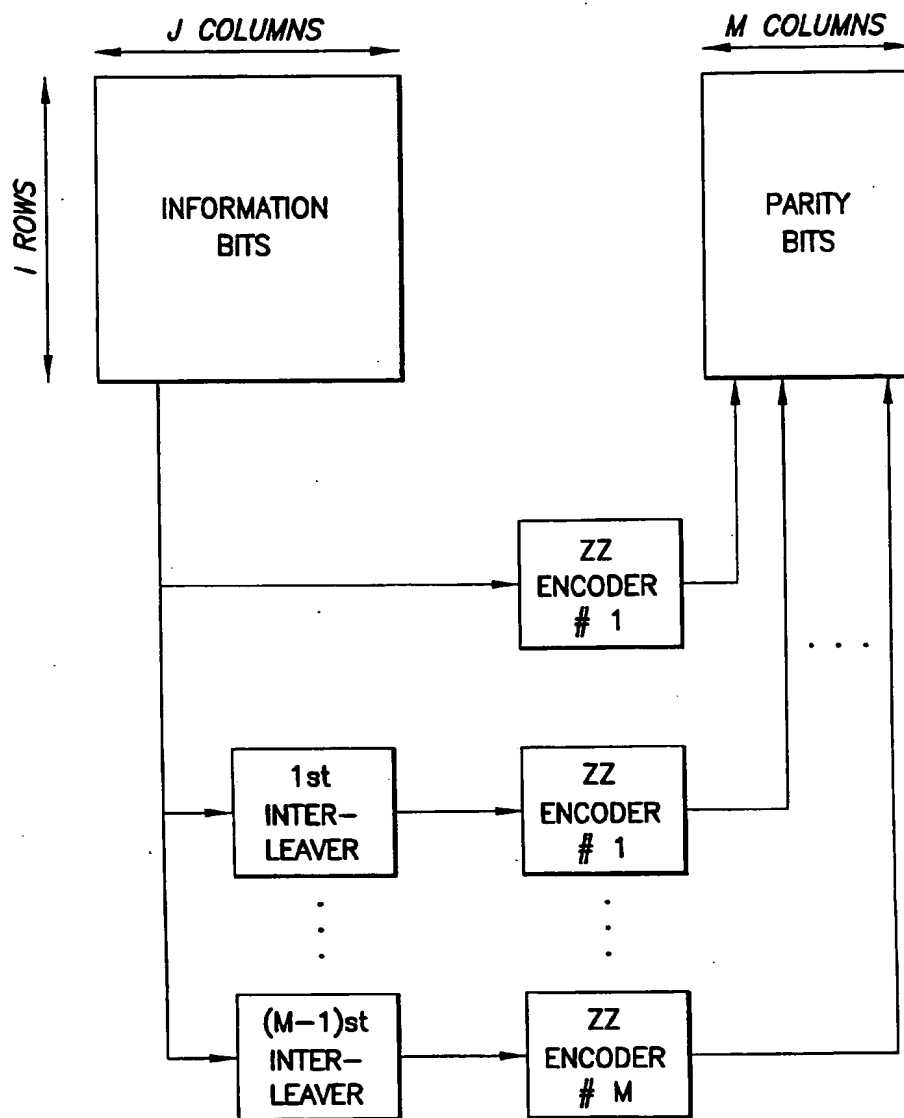 J COLUMNS
M COLUMNS
I ROWS
INFORMATION
BITS
PARITY
BITS
ZZ
ENCODER
# 1
. . .
1st
INTER-
LEAVER
ZZ
ENCODER
# 1
(M-1)st
INTER-
LEAVER
ZZ
ENCODER
# M